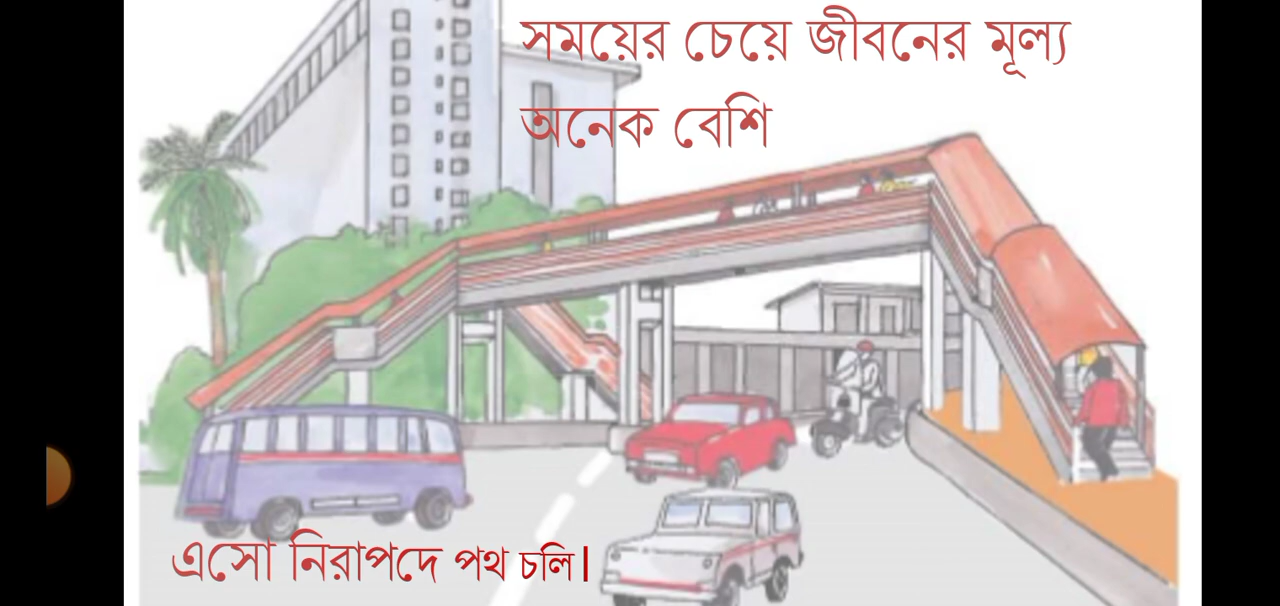 সময়ের চেয়ে জীবনের মূল্য
অনেক বেশি
এসো নিরাপদে পথ চলি।